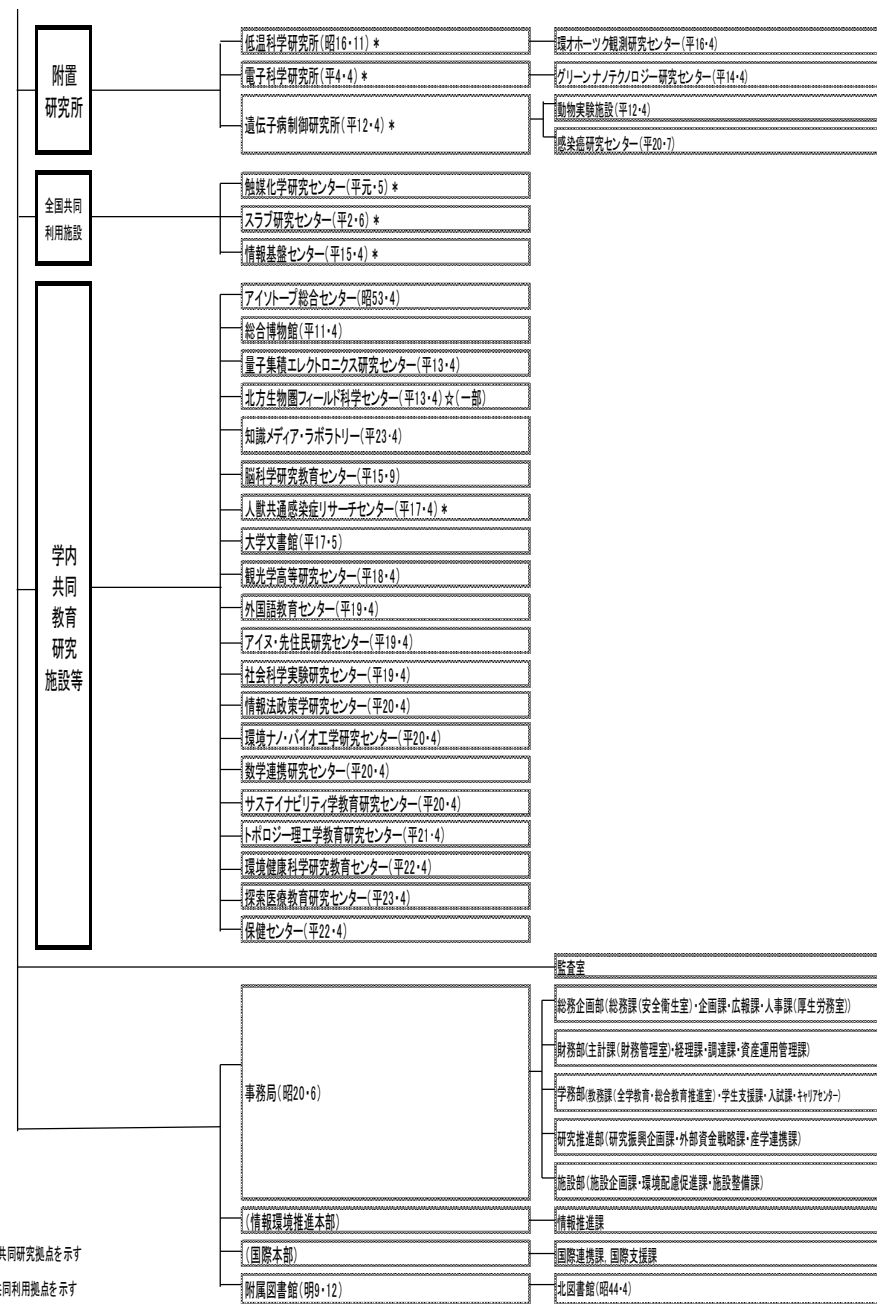 附置
研究所
低温科学研究所(昭16・11)＊
環オホーツク観測研究センター(平16・4)
電子科学研究所(平4・4)＊
グリーンナノテクノロジー研究センター(平14・4)
遺伝子病制御研究所(平12・4)＊
動物実験施設(平12・4)
感染癌研究センター(平20・7)
全国共同
利用施設
触媒化学研究センター(平元・5)＊
スラブ研究センター(平2・6)＊
情報基盤センター(平15・4)＊
学内
共同
教育
研究
施設等
アイソトープ総合センター(昭53・4)
総合博物館(平11・4)
量子集積エレクトロニクス研究センター(平13・4)
北方生物圏フィールド科学センター(平13・4)☆(一部)
知識メディア・ラボラトリー(平23・4)
脳科学研究教育センター(平15・9)
人獣共通感染症リサーチセンター(平17・4)＊
大学文書館(平17・5)
観光学高等研究センター(平18・4)
外国語教育センター(平19・4)
アイヌ・先住民研究センター(平19・4)
社会科学実験研究センター(平19・4)
情報法政策学研究センター(平20・4)
環境ナノ・バイオ工学研究センター(平20・4)
数学連携研究センター(平20・4)
サステイナビリティ学教育研究センター(平20・4)
トポロジー理工学教育研究センター(平21・4)
環境健康科学研究教育センター(平22・4)
探索医療教育研究センター(平23・4)
保健センター(平22・4)
監査室
事務局(昭20・6)
総務企画部(総務課(安全衛生室)・企画課・広報課・人事課(厚生労務室))
財務部(主計課(財務管理室)・経理課・調達課・資産運用管理課)
学務部(教務課(全学教育・総合教育推進室)・学生支援課・入試課・キャリアセンター)
研究推進部(研究振興企画課・外部資金戦略課・産学連携課)
施設部(施設企画課・環境配慮促進課・施設整備課)
(情報環境推進本部)
情報推進課
(国際本部)
国際連携課, 国際支援課
附属図書館(明9・12)
北図書館(昭44・4)
共同研究拠点を示す
共同利用拠点を示す